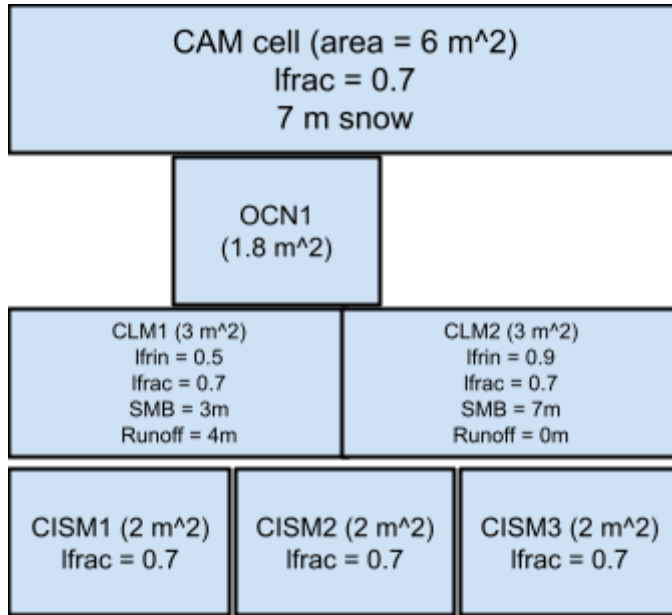 CAM cell (area = 6 m^2)
lfrac = 0.7
7 m snow
OCN1
(1.8 m^2)
CLM1 (3 m^2)
lfrin = 0.5
lfrac = 0.7
SMB = 3m
Runoff = 4m
CLM2 (3 m^2)
lfrin = 0.9
lfrac = 0.7
SMB = 7m
Runoff = 0m
CISM1 (2 m^2)
lfrac = 0.7
CISM2 (2 m^2)
lfrac = 0.7
CISM3 (2 m^2)
lfrac = 0.7